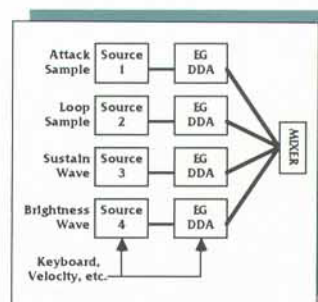 Attack Sample
Source 1
EG DDA
Loop Sample
Source 2
EG DDA
Sustain Wave
Source 3
EG DDA
Brightness Wave
Source 4
EG DDA
MIXER
Keyboard,
Velocity, etc.